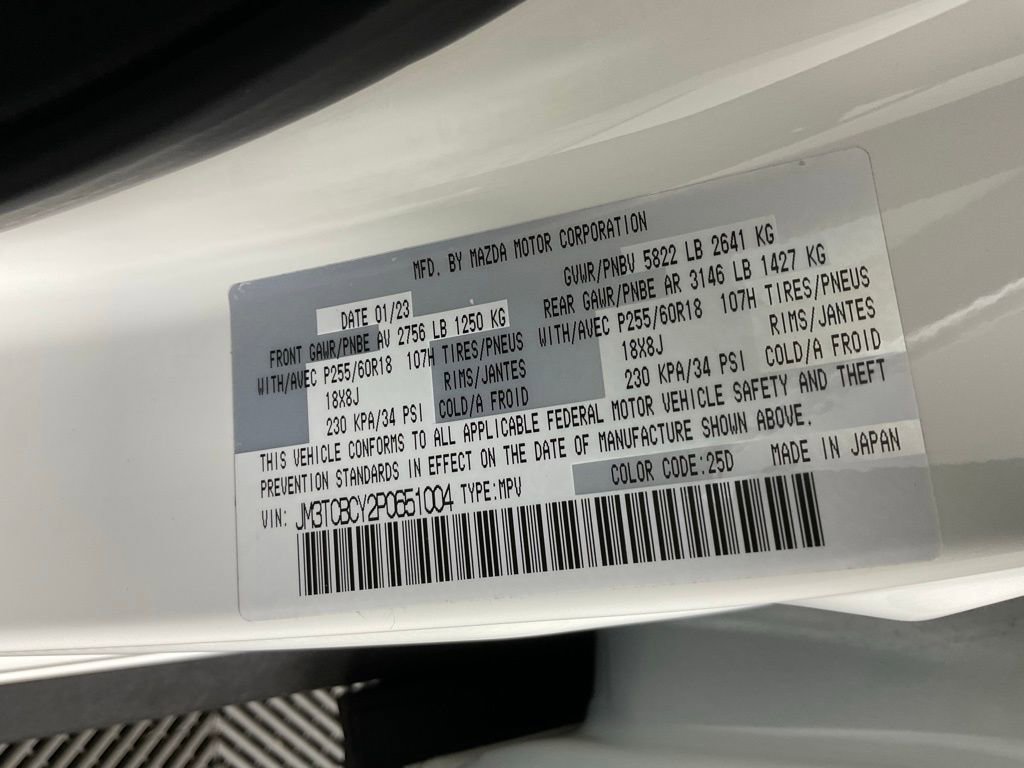 MFD. BY MAZDA MOTOR CORPORATION
DATE 01/23 GVWR/PNBV 5822 LB 2641 KG
FRONT GAWR/PNBE AV 2756 LB 1250 KG REAR GAWR/PNBE AR 3146 LB 1427 KG
WITH/AVEC P255/60R18 107H TIRES/PNEUS WITH/AVEC P255/60R18 107H TIRES/PNEUS
18X8J RIMS/JANTES 18X8J RIMS/JANTES
230 KPA/34 PSI COLD/A FROID 230 KPA/34 PSI COLD/A FROID
THIS VEHICLE CONFORMS TO ALL APPLICABLE FEDERAL MOTOR VEHICLE SAFETY AND THEFT
PREVENTION STANDARDS IN EFFECT ON THE DATE OF MANUFACTURE SHOWN ABOVE.
VIN: JM3TCBCY2P0651004 TYPE:MPV COLOR CODE:25D MADE IN JAPAN